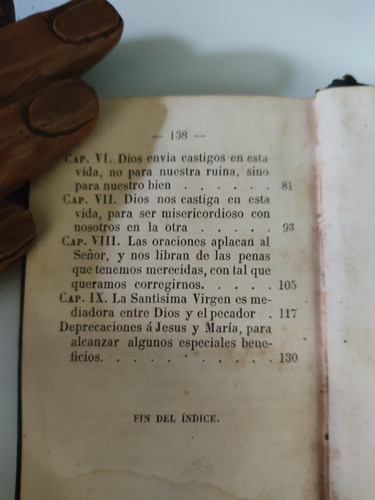 — 138 —
CAP. VI. Dios envia castigos en esta
vida, no para nuestra ruina, sino
para nuestro bien . . . . . . 81
CAP. VII. Dios nos castiga en esta
vida, para ser misericordioso con
nosotros en la otra . . . . . 93
CAP. VIII. Las oraciones aplacan al
Señor, y nos libran de las penas
que tenemos merecidas, con tal que
queramos corregirnos. . . . . 105
CAP. IX. La Santísima Virgen es me-
diadora entre Dios y el pecador . 117
Deprecaciones á Jesus y María, para
alcanzar algunos especiales bene-
ficios. . . . . . . . . . 130
FIN DEL ÍNDICE.